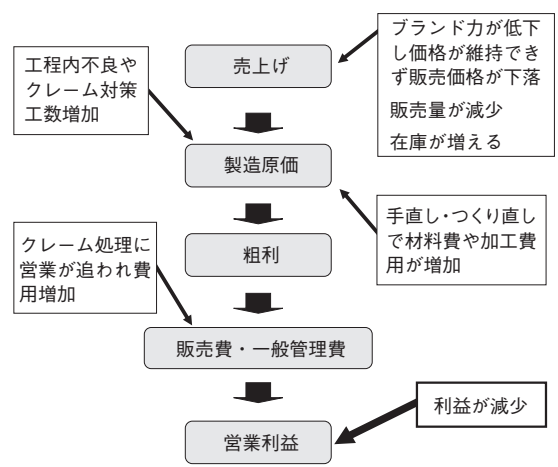 ブランド力が低下
し価格が維持でき
ず販売価格が下落
販売量が減少
在庫が増える
売上げ
工程内不良や
クレーム対策
工数増加
製造原価
手直し・つくり直し
で材料費や加工費
用が増加
粗利
クレーム処理に
営業が追われ費
用増加
販売費・一般管理費
利益が減少
営業利益